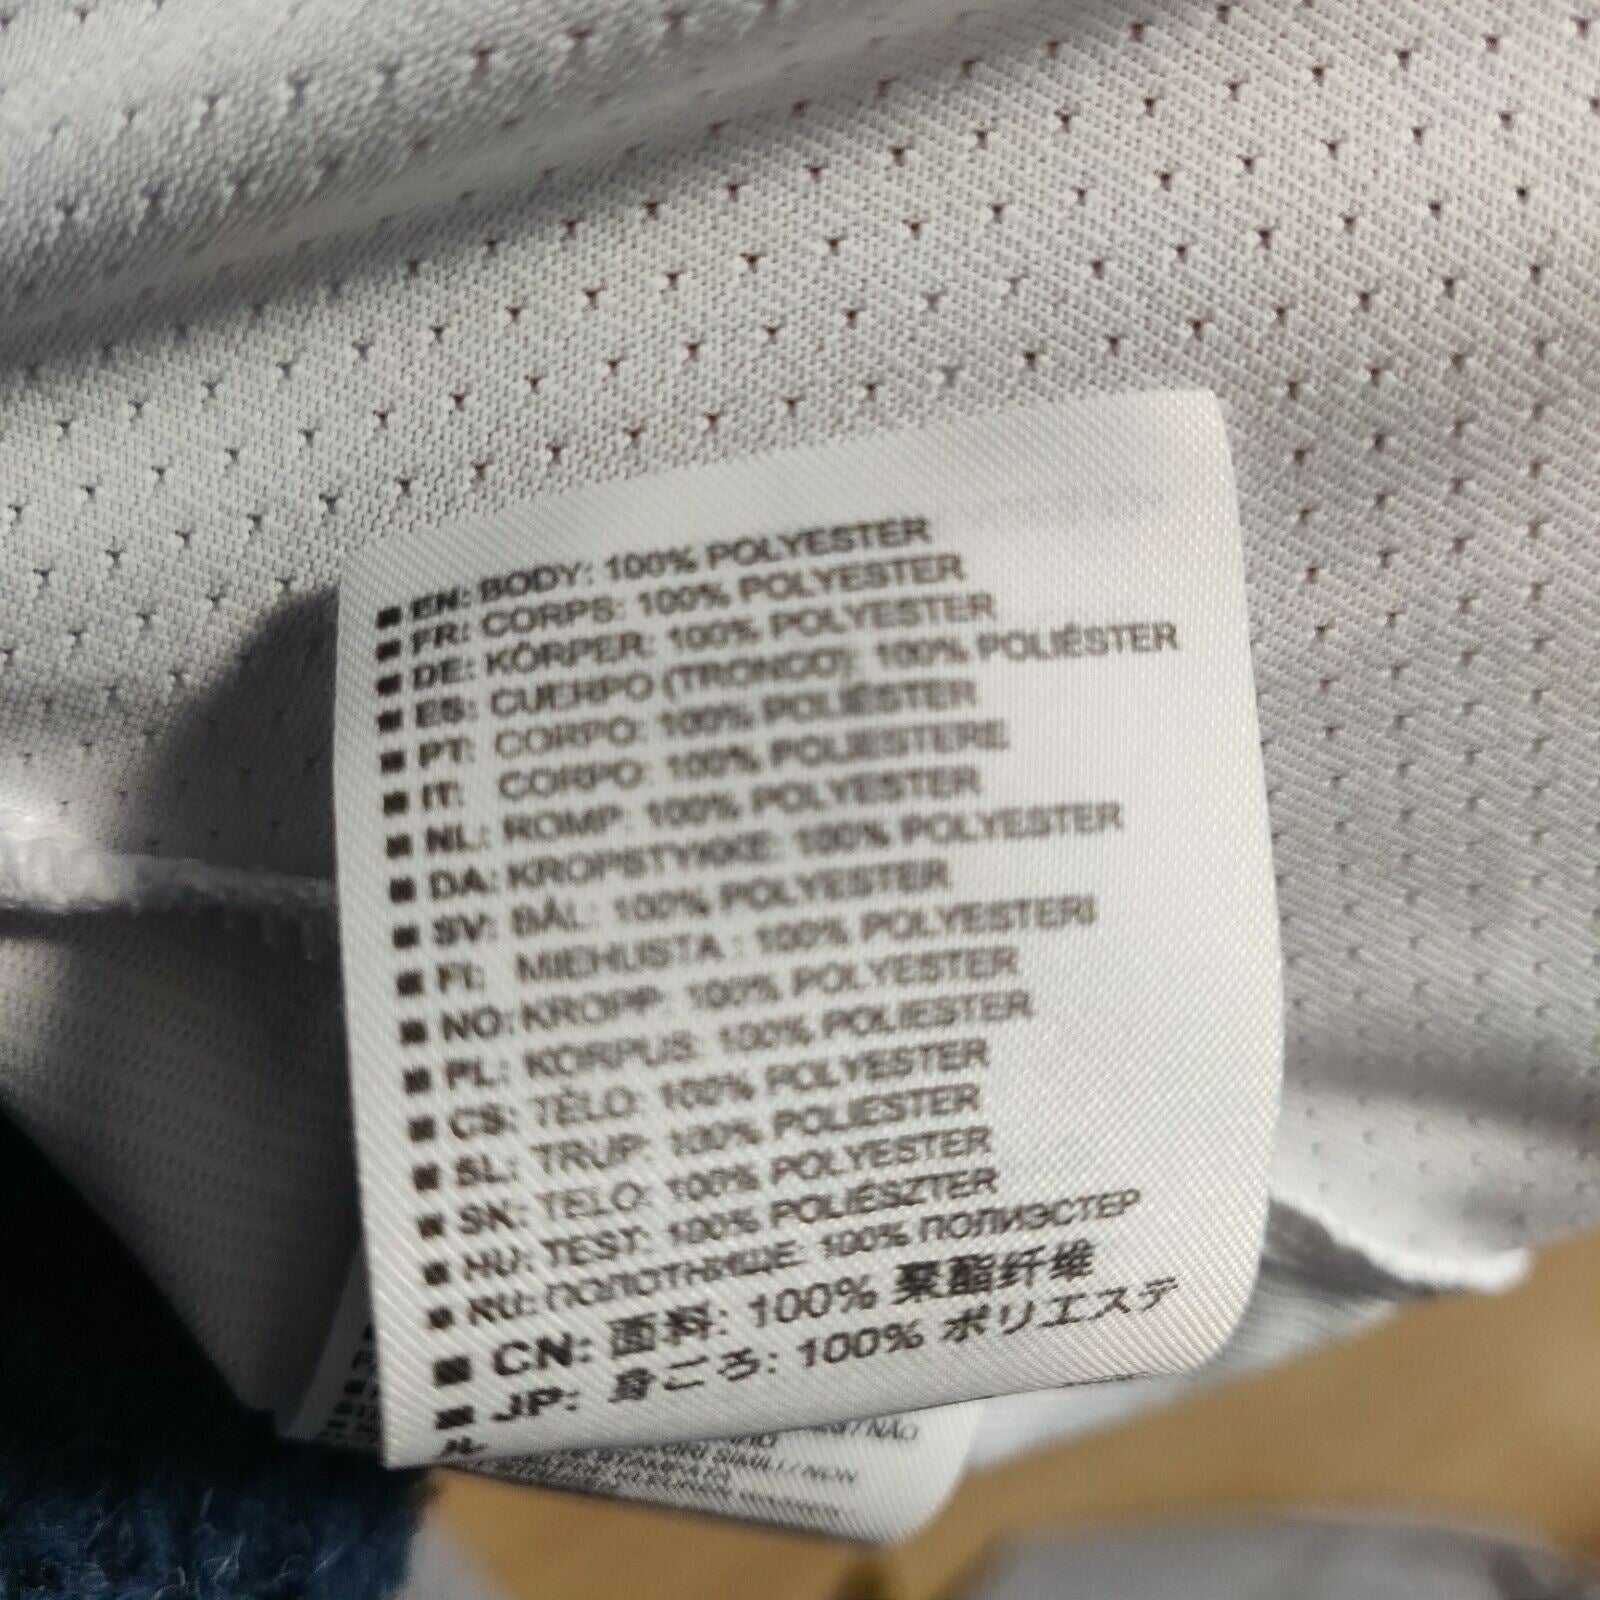 ■ EN: BODY: 100% POLYESTER
■ FR: CORPS: 100% POLYESTER
■ DE: KÖRPER: 100% POLYESTER
■ ES: CUERPO (TRONCO): 100% POLIÉSTER
■ PT: CORPO: 100% POLIÉSTER
■ IT: CORPO: 100% POLIESTERE
■ NL: ROMP: 100% POLYESTER
■ DA: KROPSTYKKE: 100% POLYESTER
■ SV: BÅL: 100% POLYESTER
■ FI: MIEHUSTA : 100% POLYESTERI
■ NO: KROPP: 100% POLYESTER
■ PL: KORPUS: 100% POLIESTER
■ CS: TĚLO: 100% POLYESTER
■ SL: TRUP: 100% POLIESTER
■ SK: TELO: 100% POLYESTER
■ HU: TEST: 100% POLIÉSZTER
■ RU: ПОЛОТНИЩЕ: 100% ПОЛИЭСТЕР
■ CN: 面料: 100% 聚酯纤维
■ JP: 身ごろ: 100% ポリエステ
/ NÃO
SIMILI / NON